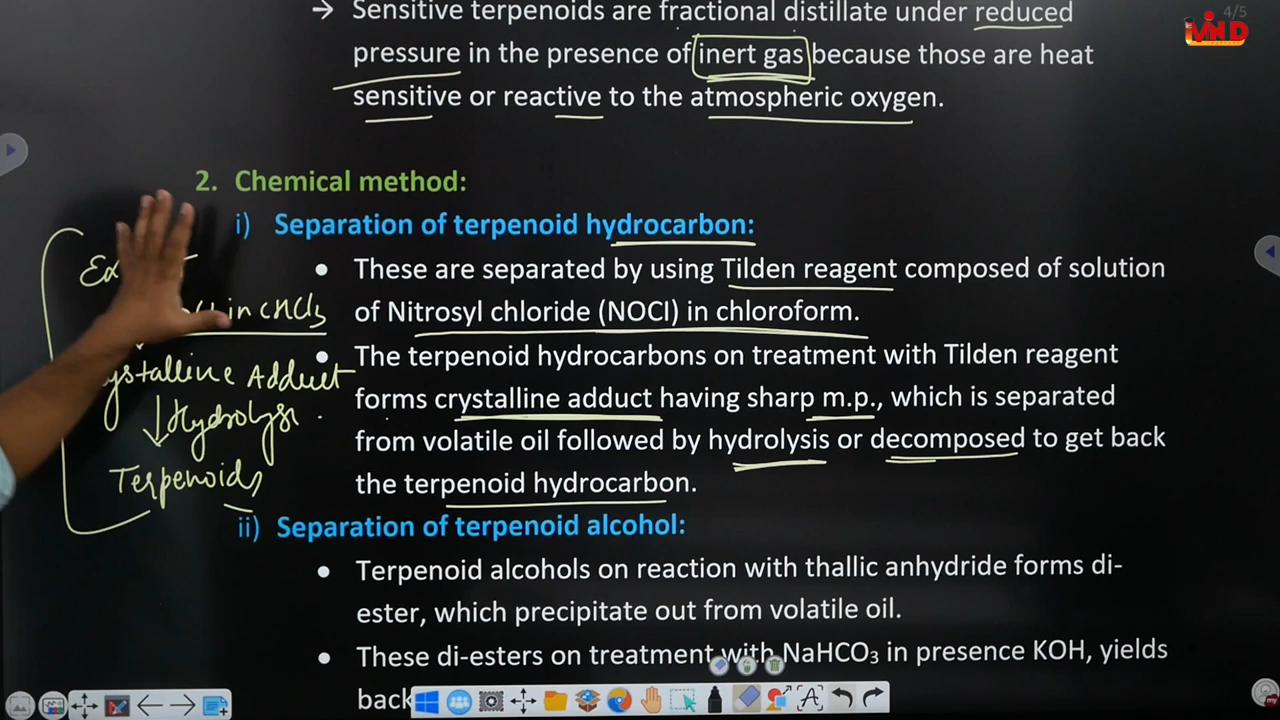 → Sensitive terpenoids are fractional distillate under reduced
4/5
pressure in the presence of inert gas because those are heat
sensitive or reactive to the atmospheric oxygen.
2. Chemical method:
i) Separation of terpenoid hydrocarbon:
• These are separated by using Tilden reagent composed of solution
of Nitrosyl chloride (NOCl) in chloroform.
in CHCl3
• The terpenoid hydrocarbons on treatment with Tilden reagent
forms crystalline adduct having sharp m.p., which is separated
from volatile oil followed by hydrolysis or decomposed to get back
the terpenoid hydrocarbon.
Adduct
↓ Hydrolysis
Terpenoids
ii) Separation of terpenoid alcohol:
• Terpenoid alcohols on reaction with thallic anhydride forms di-
ester, which precipitate out from volatile oil.
• These di-esters on treatment with NaHCO₃ in presence KOH, yields
back